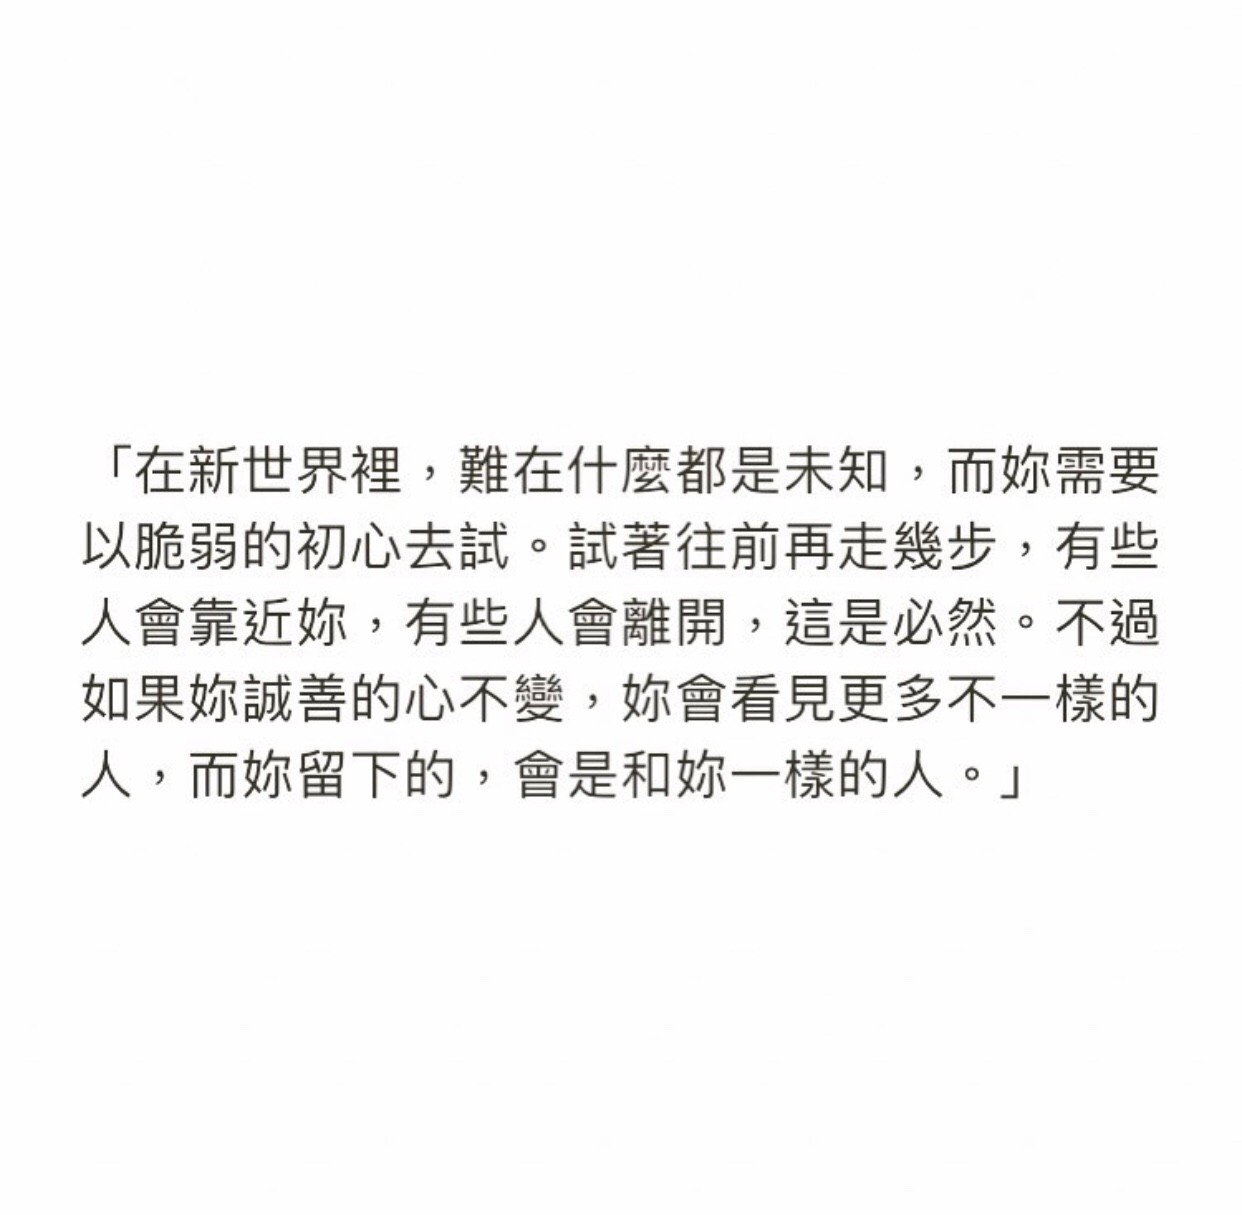 「在新世界裡，難在什麼都是未知，而妳需要
以脆弱的初心去試。試著往前再走幾步，有些
人會靠近妳，有些人會離開，這是必然。不過
如果妳誠善的心不變，妳會看見更多不一樣的
人，而妳留下的，會是和妳一樣的人。」